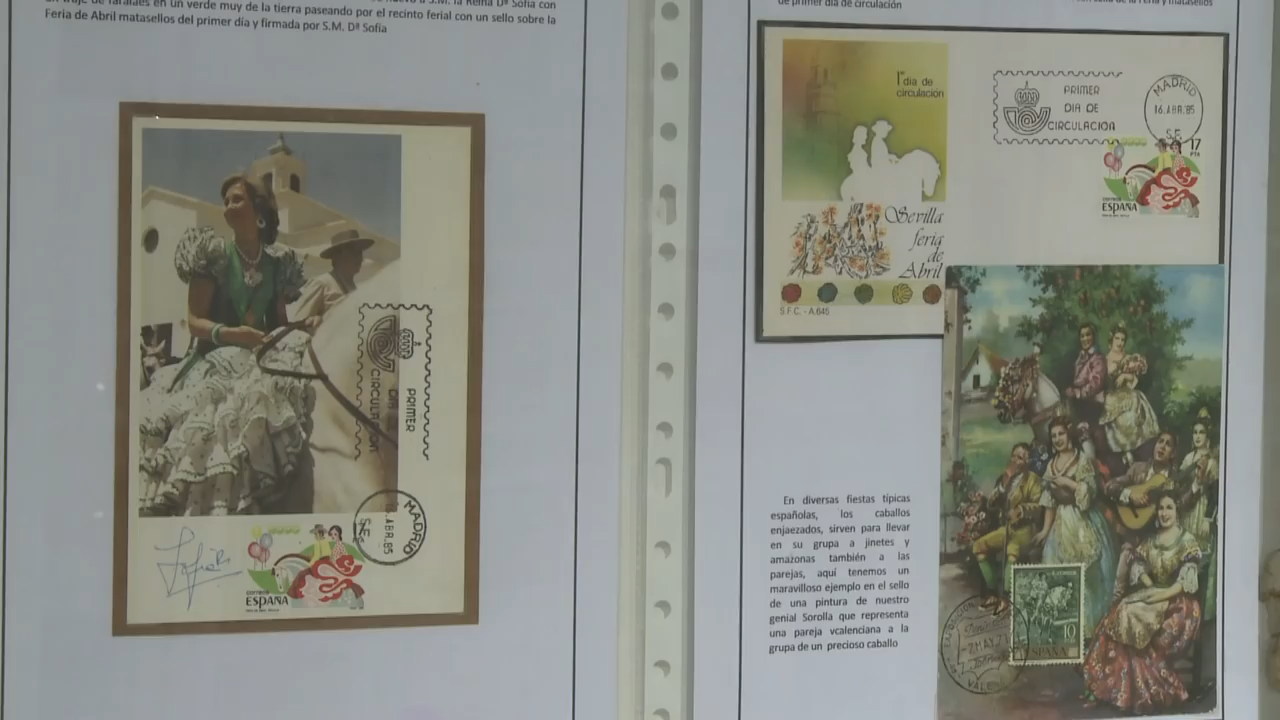 en un verde muy de la tierra paseando por el recinto ferial con un sello sobre la
Feria de Abril matasellos del primer día y firmada por S.M. Dª Sofía
PRIMER
DIA DE
CIRCULACION
MADRID
ABR.85
S.F.
CORREOS
ESPAÑA
de primer día de circulación
1er día de
circulación
PRIMER
DIA DE
CIRCULACION
MADRID
16.ABR.85
S.F.
17
PTA
CORREOS
ESPAÑA
Sevilla
feria
de
Abril
S.F.C. - A.645
En diversas fiestas típicas
españolas, los caballos
enjaezados, sirven para llevar
en su grupa a jinetes y
amazonas también a las
parejas, aquí tenemos un
maravilloso ejemplo en el sello
de una pintura de nuestro
genial Sorolla que representa
una pareja vcalenciana a la
grupa de un precioso caballo
10
ESPAÑA